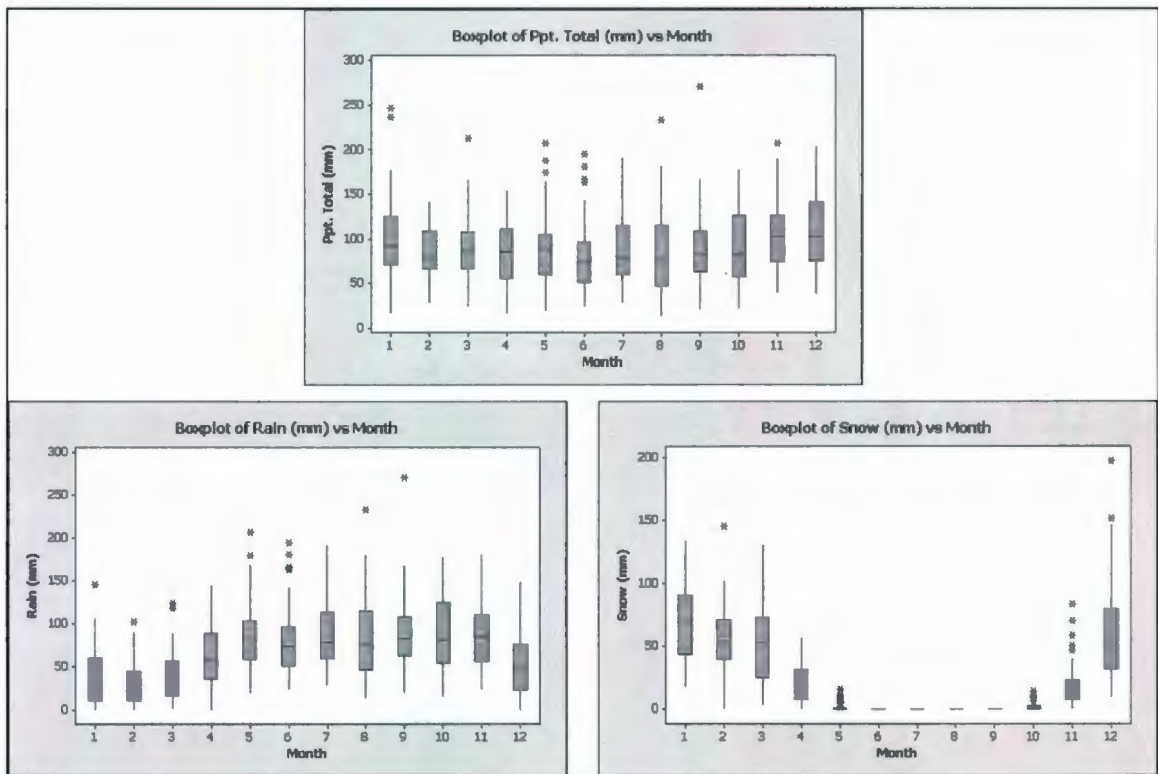 Boxplot of Ppt. Total (mm) vs Month
Ppt. Total (mm)
300
250
200
150
100
50
0
1 2 3 4 5 6 7 8 9 10 11 12
Month
Boxplot of Rain (mm) vs Month
Rain (mm)
300
250
200
150
100
50
0
1 2 3 4 5 6 7 8 9 10 11 12
Month
Boxplot of Snow (mm) vs Month
Snow (mm)
200
150
100
50
0
1 2 3 4 5 6 7 8 9 10 11 12
Month